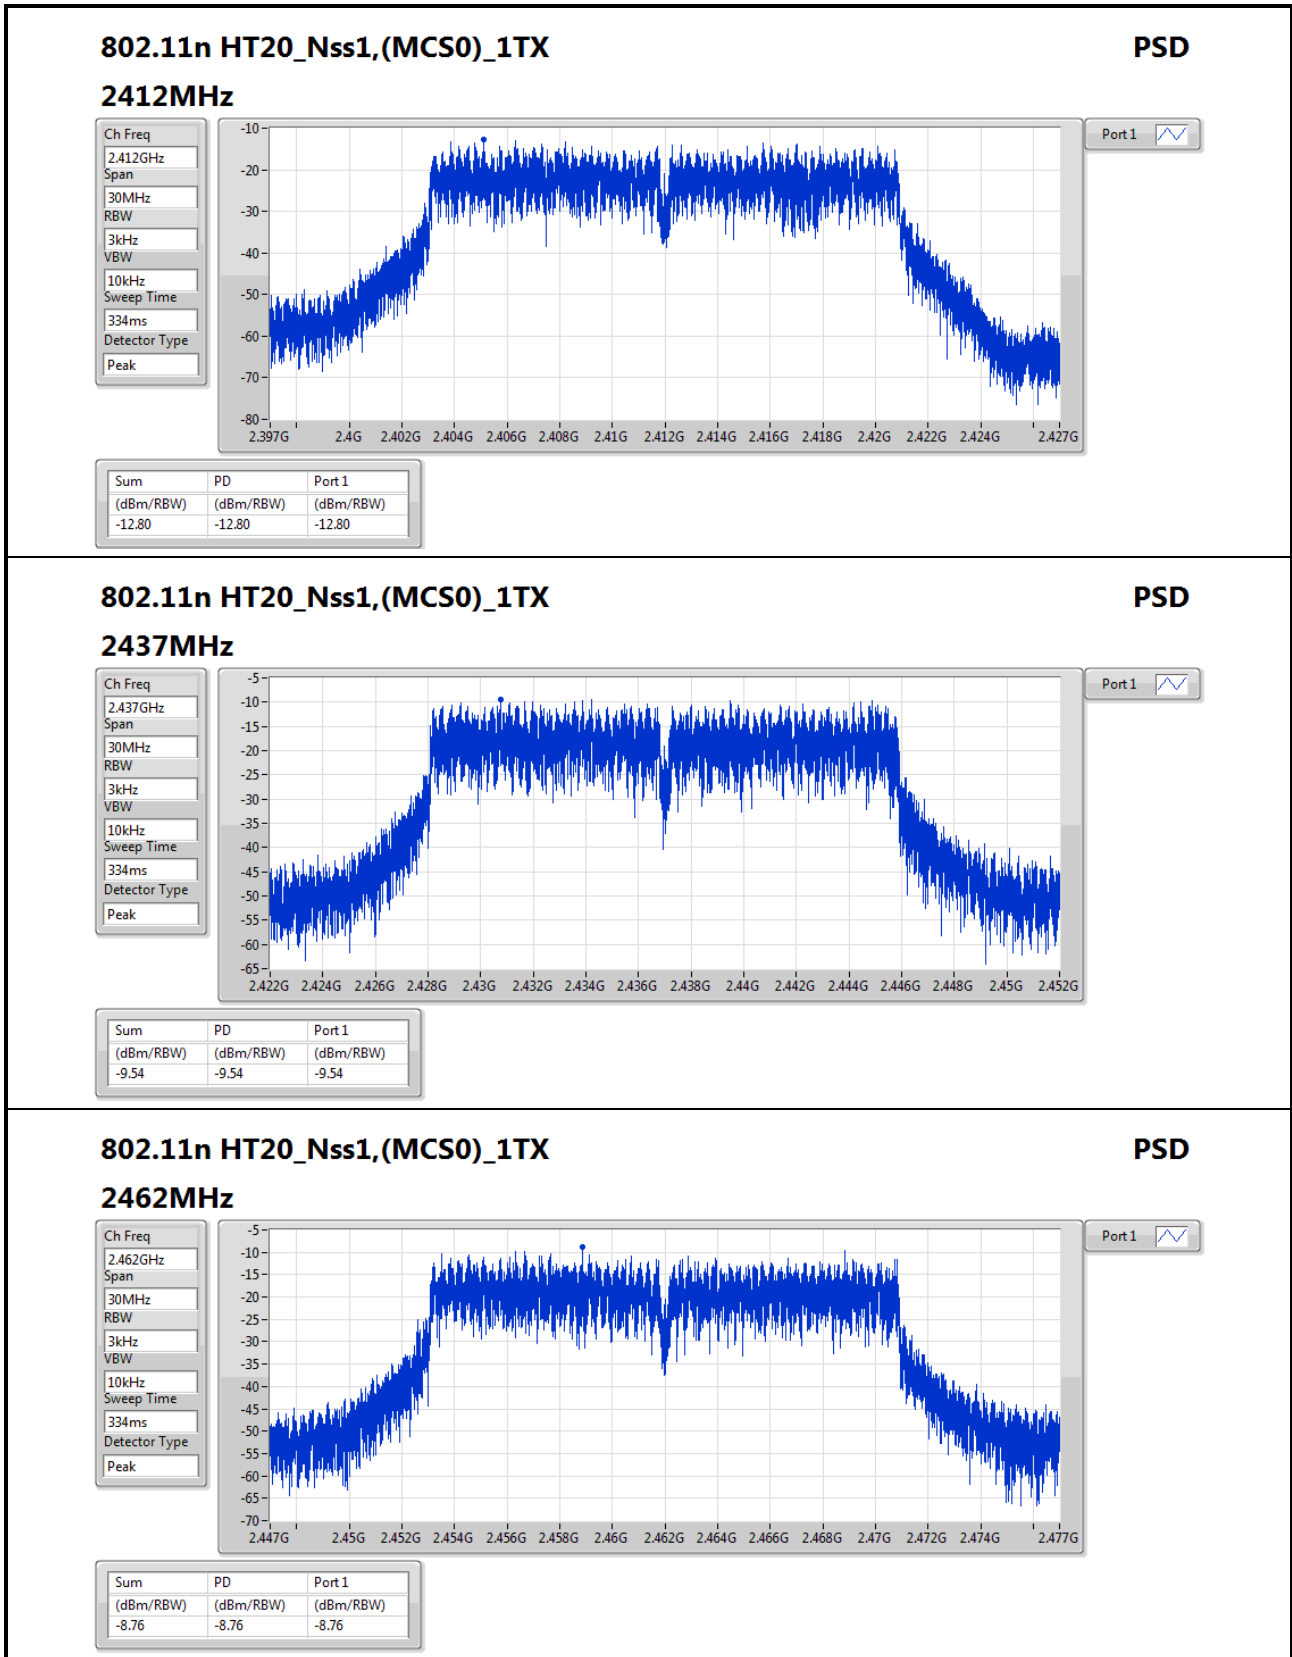 802.11n HT20_Nss1,(MCS0)_1TX PSD
2412MHz
Ch Freq
2.412GHz
Span
30MHz
RBW
3kHz
VBW
10kHz
Sweep Time
334ms
Detector Type
Peak
-10
-20
-30
-40
-50
-60
-70
-80
2.397G 2.4G 2.402G 2.404G 2.406G 2.408G 2.41G 2.412G 2.414G 2.416G 2.418G 2.42G 2.422G 2.424G 2.427G
Port 1
Sum PD Port 1
(dBm/RBW) (dBm/RBW) (dBm/RBW)
-12.80 -12.80 -12.80
802.11n HT20_Nss1,(MCS0)_1TX PSD
2437MHz
Ch Freq
2.437GHz
Span
30MHz
RBW
3kHz
VBW
10kHz
Sweep Time
334ms
Detector Type
Peak
-5
-10
-15
-20
-25
-30
-35
-40
-45
-50
-55
-60
-65
2.422G 2.424G 2.426G 2.428G 2.43G 2.432G 2.434G 2.436G 2.438G 2.44G 2.442G 2.444G 2.446G 2.448G 2.45G 2.452G
Port 1
Sum PD Port 1
(dBm/RBW) (dBm/RBW) (dBm/RBW)
-9.54 -9.54 -9.54
802.11n HT20_Nss1,(MCS0)_1TX PSD
2462MHz
Ch Freq
2.462GHz
Span
30MHz
RBW
3kHz
VBW
10kHz
Sweep Time
334ms
Detector Type
Peak
-5
-10
-15
-20
-25
-30
-35
-40
-45
-50
-55
-60
-65
-70
2.447G 2.45G 2.452G 2.454G 2.456G 2.458G 2.46G 2.462G 2.464G 2.466G 2.468G 2.47G 2.472G 2.474G 2.477G
Port 1
Sum PD Port 1
(dBm/RBW) (dBm/RBW) (dBm/RBW)
-8.76 -8.76 -8.76